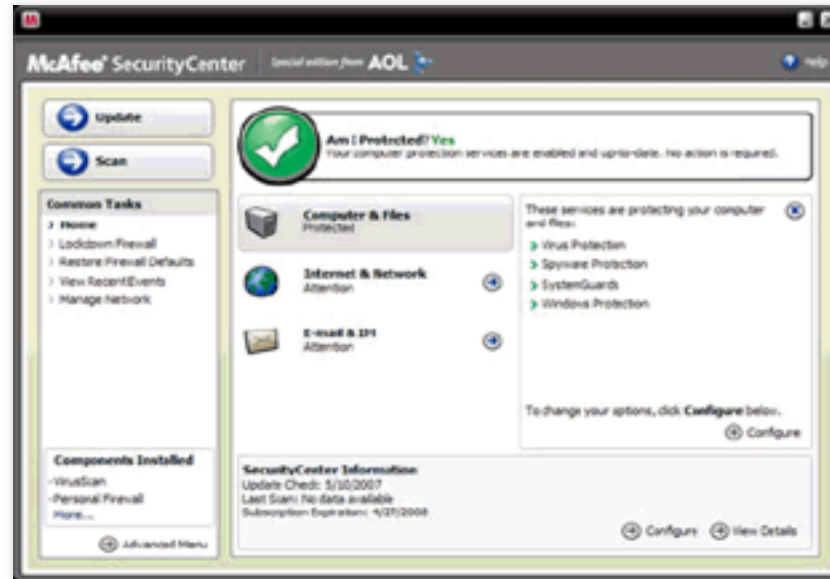 McAfee® SecurityCenter
Special edition from AOL
Help
Update
Scan
Common Tasks
Home
Lockdown Firewall
Restore Firewall Defaults
View Recent Events
Manage Network
Components Installed
-VirusScan
-Personal Firewall
More...
Advanced Menu
Am I Protected? Yes
Your computer protection services are enabled and up-to-date. No action is required.
Computer & Files
Protected
Internet & Network
Attention
E-mail & IM
Attention
These services are protecting your computer
and files:
Virus Protection
Spyware Protection
SystemGuards
Windows Protection
To change your options, click Configure below.
Configure
SecurityCenter Information
Update Check: 5/10/2007
Last Scan: No data available
Subscription Expiration: 4/27/2008
Configure
View Details